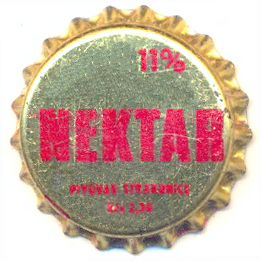 11%
NEKTAR
PIVOVAR STRAKONICE
Kčs 2,30